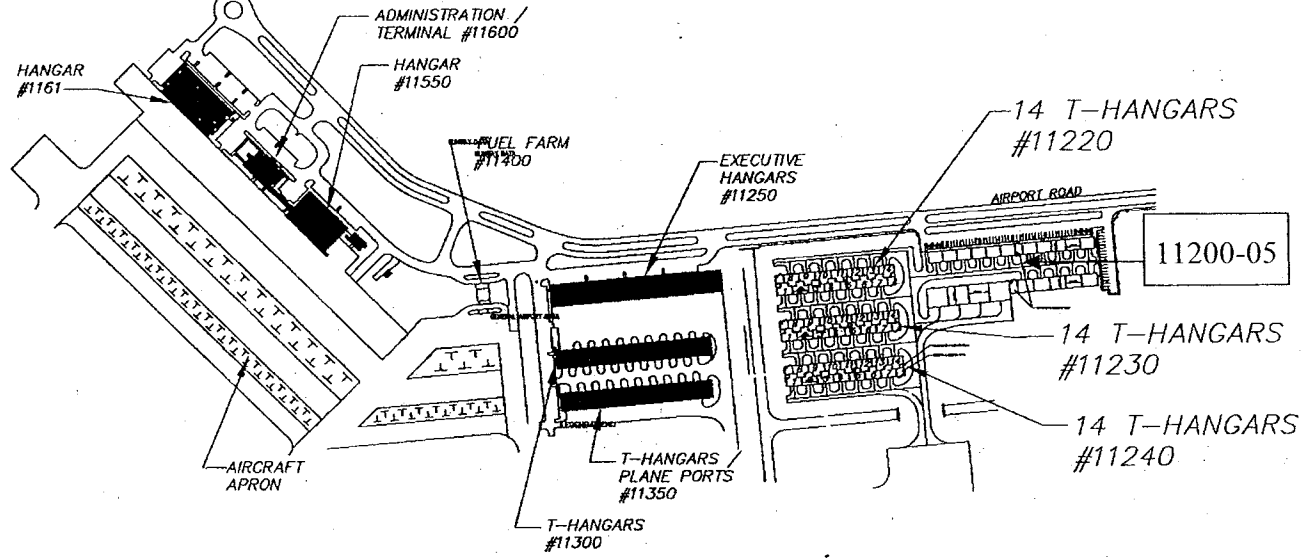 ADMINISTRATION /
TERMINAL #11600
HANGAR
#1161
HANGAR
#11550
14 T-HANGARS
#11220
FUEL FARM
#11400
EXECUTIVE
HANGARS
#11250
AIRPORT ROAD
11200-05
14 T-HANGARS
#11230
14 T-HANGARS
#11240
AIRCRAFT
APRON
T-HANGARS
PLANE PORTS
#11350
T-HANGARS
#11300